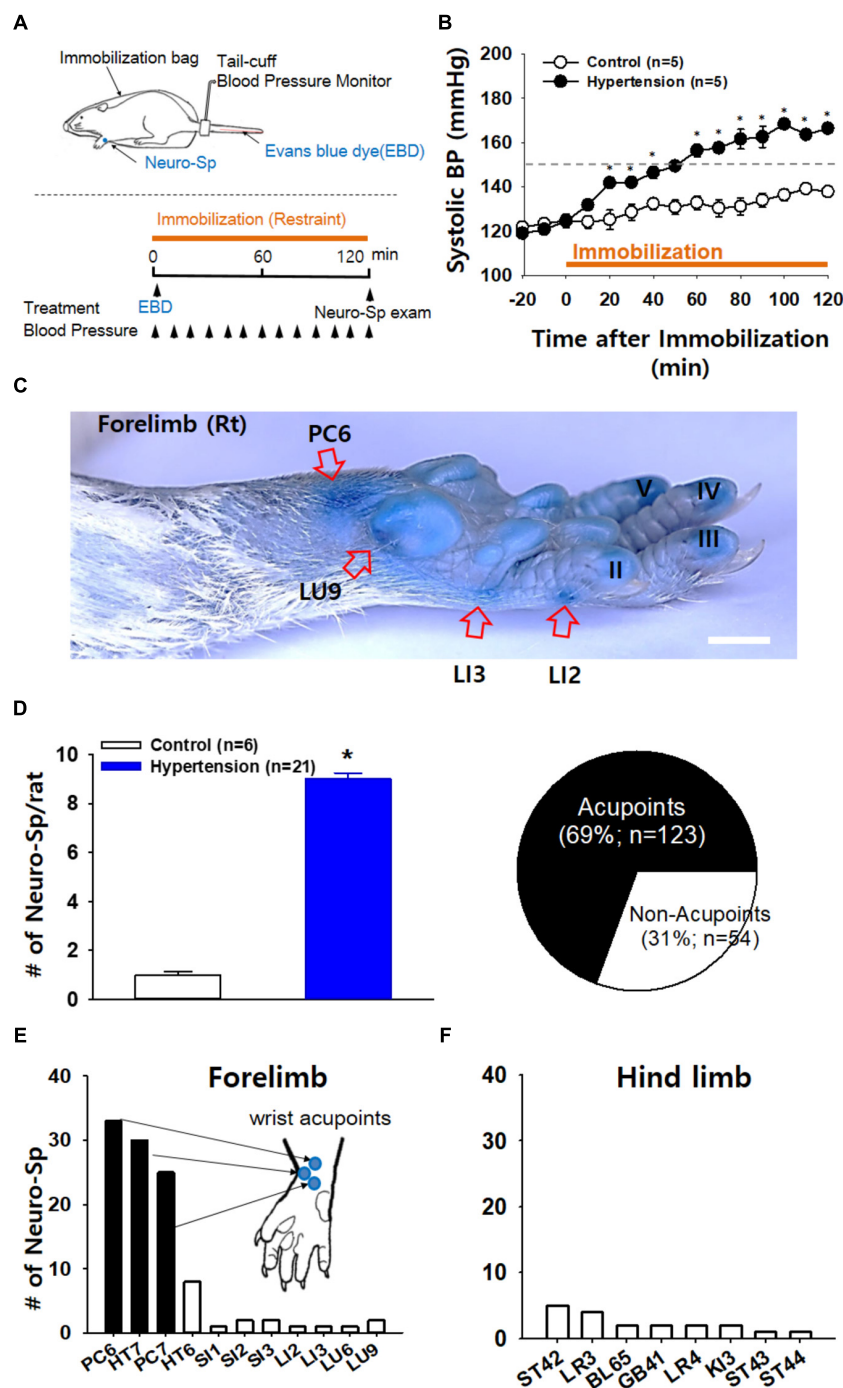 A
Immobilization bag
Tail-cuff
Blood Pressure Monitor
Neuro-Sp
Evans blue dye(EBD)
Immobilization (Restraint)
0 60 120 min
Treatment EBD Neuro-Sp exam
Blood Pressure
B
Systolic BP (mmHg)
200
180
160
140
120
100
Control (n=5)
Hypertension (n=5)
* * * * * * * * * *
Immobilization
-20 0 20 40 60 80 100 120
Time after Immobilization
(min)
C
Forelimb (Rt)
PC6
V IV
III
II
LU9
LI3 LI2
D
# of Neuro-Sp/rat
10
8
6
4
2
0
Control (n=6)
Hypertension (n=21)
*
Acupoints
(69%; n=123)
Non-Acupoints
(31%; n=54)
E
Forelimb
# of Neuro-Sp
40
30
20
10
0
wrist acupoints
PC6 HT7 PC7 HT6 SI1 SI2 SI3 LI2 LI3 LU6 LU9
F
Hind limb
40
30
20
10
0
ST42 LR3 BL65 GB41 LR4 KI3 ST43 ST44